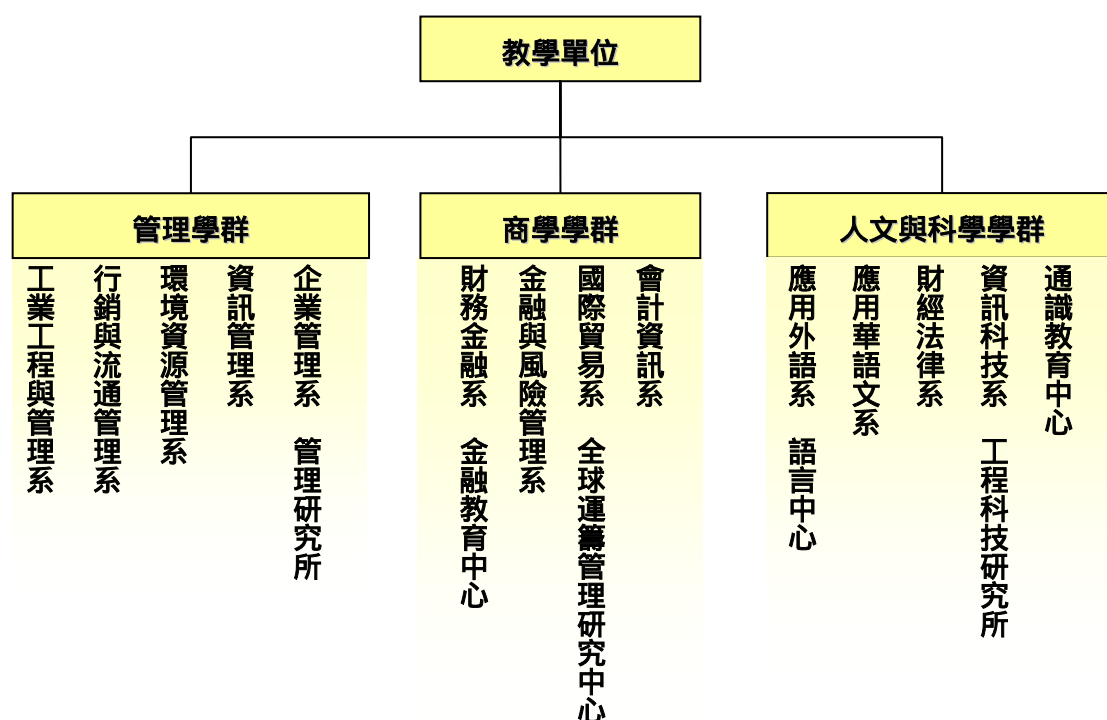 教學單位
管理學群
工業工程與管理系
行銷與流通管理系
環境資源管理系
資訊管理系
企業管理系 管理研究所
商學學群
財務金融系 金融教育中心
金融與風險管理系
國際貿易系 全球運籌管理研究中心
會計資訊系
人文與科學學群
應用外語系 語言中心
應用華語文系
財經法律系
資訊科技系 工程科技研究所
通識教育中心